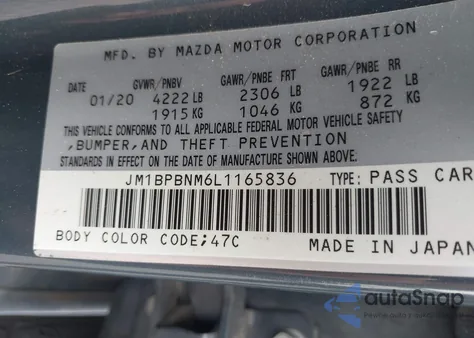 MFD. BY MAZDA MOTOR CORPORATION
GVWR/PNBV GAWR/PNBE FRT GAWR/PNBE RR
01/20 4222 LB 2306 LB 1922 LB
1915 KG 1046 KG 872 KG
THIS VEHICLE CONFORMS TO ALL APPLICABLE FEDERAL MOTOR VEHICLE SAFETY
,BUMPER,AND THEFT PREVENTION
STANDARDS IN EFFECT ON THE DATE OF MANUFACTURE SHOWN ABOVE.
JM1BPBNM6L1165836 TYPE: PASS CAR
BODY COLOR CODE;47C MADE IN JAPAN
autoSnap